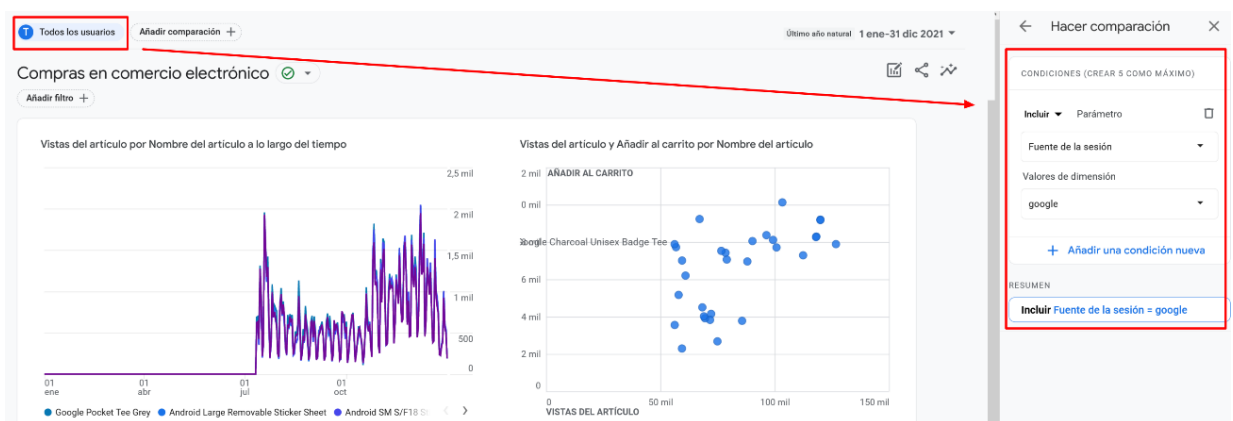 T Todos los usuarios
Añadir comparación +
Último año natural 1 ene-31 dic 2021
Compras en comercio electrónico
Añadir filtro +
Vistas del artículo por Nombre del artículo a lo largo del tiempo
2,5 mil
2 mil
1,5 mil
1 mil
500
0
01 ene
01 abr
01 jul
01 oct
Google Pocket Tee Grey Android Large Removable Sticker Sheet Android SM S/F18
Vistas del artículo y Añadir al carrito por Nombre del artículo
2 mil AÑADIR AL CARRITO
0 mil
Google Charcoal Unisex Badge Tee
6 mil
4 mil
2 mil
0
0
50 mil
100 mil
150 mil
VISTAS DEL ARTÍCULO
Hacer comparación
CONDICIONES (CREAR 5 COMO MÁXIMO)
Incluir Parámetro
Fuente de la sesión
Valores de dimensión
google
+ Añadir una condición nueva
RESUMEN
Incluir Fuente de la sesión = google